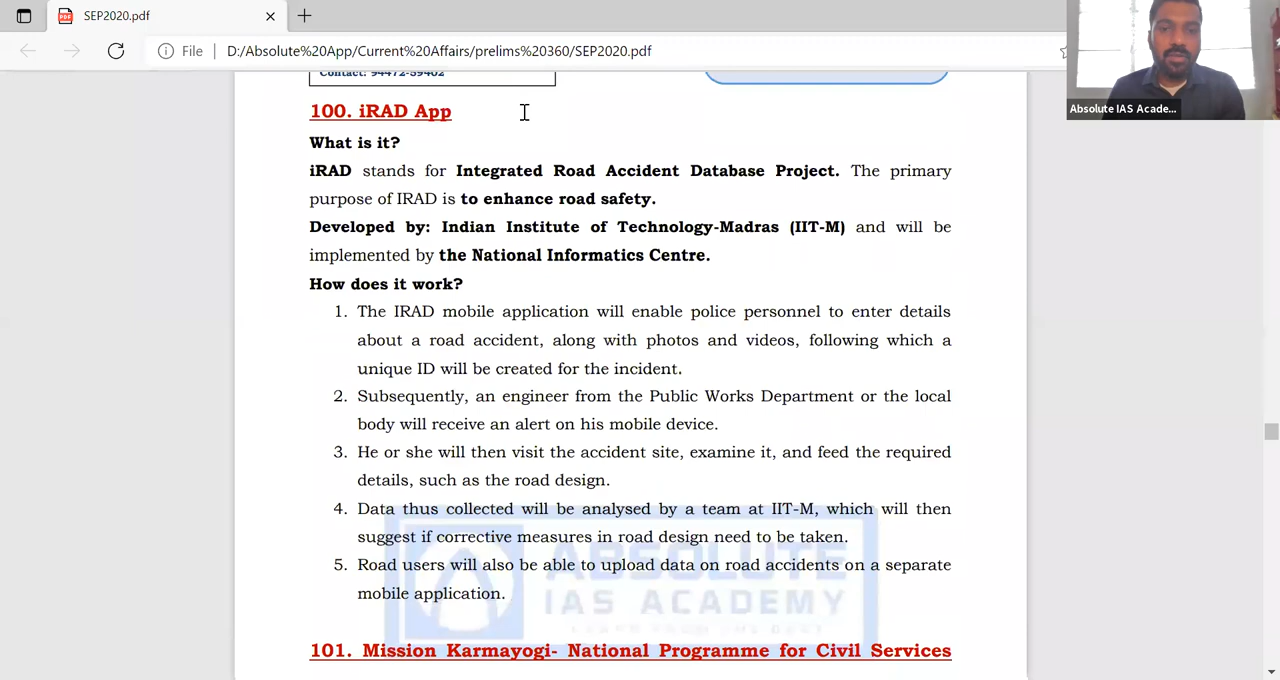 SEP2020.pdf
File | D:/Absolute%20App/Current%20Affairs/prelims%20360/SEP2020.pdf
Absolute IAS Acade...
Contact: 94472-59402
100. iRAD App
What is it?
iRAD stands for Integrated Road Accident Database Project. The primary
purpose of IRAD is to enhance road safety.
Developed by: Indian Institute of Technology-Madras (IIT-M) and will be
implemented by the National Informatics Centre.
How does it work?
1. The IRAD mobile application will enable police personnel to enter details
about a road accident, along with photos and videos, following which a
unique ID will be created for the incident.
2. Subsequently, an engineer from the Public Works Department or the local
body will receive an alert on his mobile device.
3. He or she will then visit the accident site, examine it, and feed the required
details, such as the road design.
4. Data thus collected will be analysed by a team at IIT-M, which will then
suggest if corrective measures in road design need to be taken.
5. Road users will also be able to upload data on road accidents on a separate
mobile application.
ABSOLUTE
IAS ACADEMY
101. Mission Karmayogi- National Programme for Civil Services